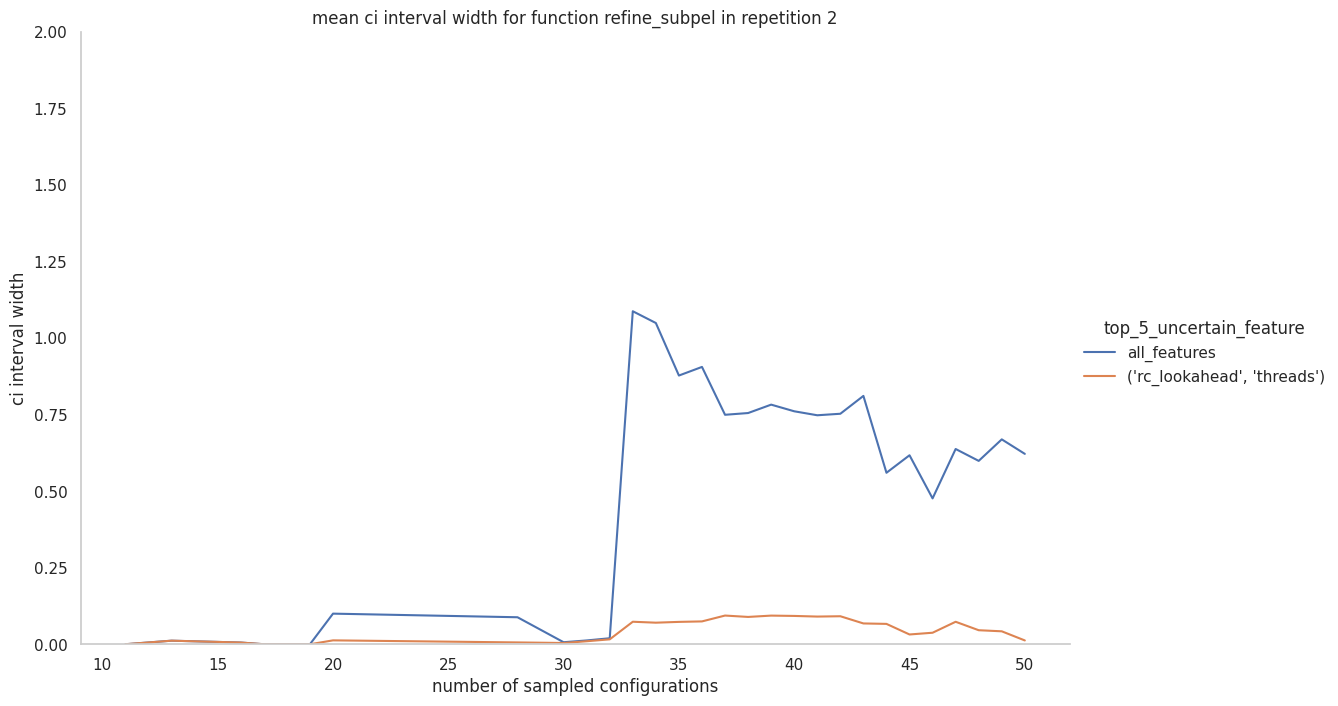 mean ci interval width for function refine_subpel in repetition 2
2.00
1.75
1.50
1.25
1.00
0.75
0.50
0.25
0.00
ci interval width
10 15 20 25 30 35 40 45 50
number of sampled configurations
top_5_uncertain_feature
all_features
('rc_lookahead', 'threads')